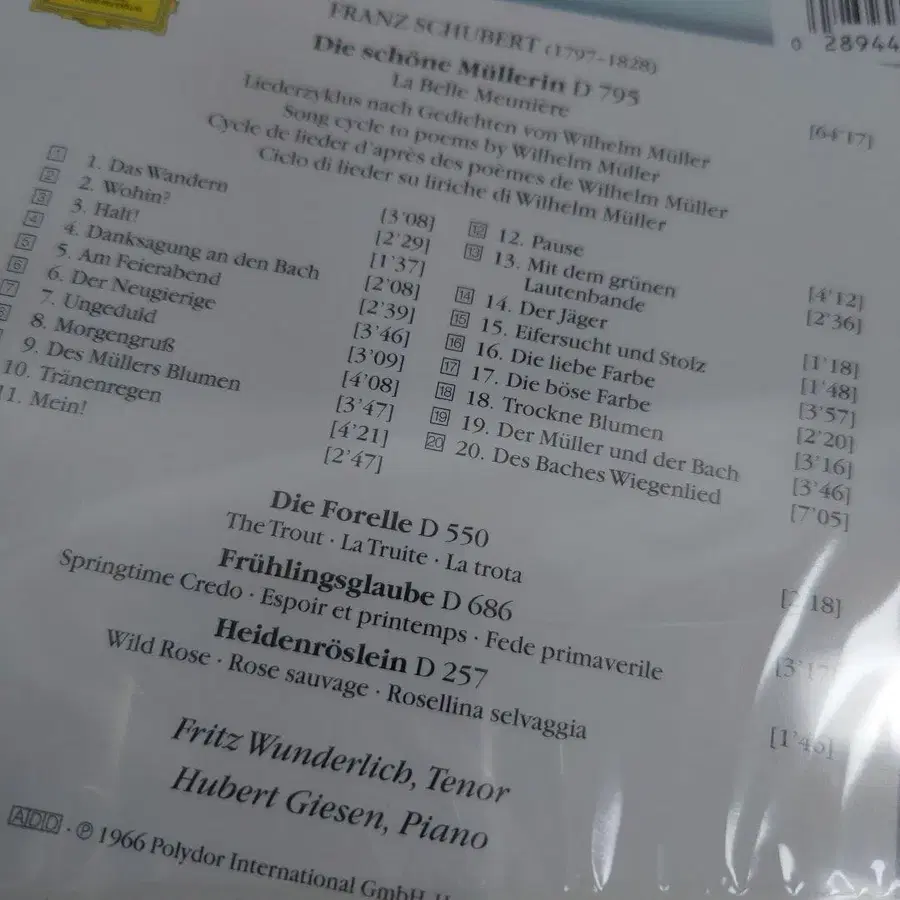 FRANZ SCHUBERT (1797–1828)
0 28944
Die schöne Müllerin D 795
La Belle Meunière
[64'17]
Liederzyklus nach Gedichten von Wilhelm Müller
Song cycle to poems by Wilhelm Müller
Cycle de lieder d'après des poèmes de Wilhelm Müller
Ciclo di lieder su liriche di Wilhelm Müller
1 1. Das Wandern [3'08]
2 2. Wohin? [2'29]
3 3. Halt! [1'37]
4 4. Danksagung an den Bach [2'08]
5 5. Am Feierabend [2'39]
6 6. Der Neugierige [3'46]
7 7. Ungeduld [3'09]
8. Morgengruß [4'08]
9. Des Müllers Blumen [3'47]
10. Tränenregen [4'21]
11. Mein! [2'47]
12 12. Pause [4'12]
13 13. Mit dem grünen
Lautenbande [2'36]
14 14. Der Jäger [1'18]
15 15. Eifersucht und Stolz [1'48]
16 16. Die liebe Farbe [3'57]
17 17. Die böse Farbe [2'20]
18 18. Trockne Blumen [3'16]
19 19. Der Müller und der Bach [3'46]
20 20. Des Baches Wiegenlied [7'05]
Die Forelle D 550 [2'18]
The Trout · La Truite · La trota
Frühlingsglaube D 686 [3'17]
Springtime Credo · Espoir et printemps · Fede primaverile
Heidenröslein D 257
Wild Rose · Rose sauvage · Rosellina selvaggia
Fritz Wunderlich, Tenor
Hubert Giesen, Piano
ADD · ℗ 1966 Polydor International GmbH